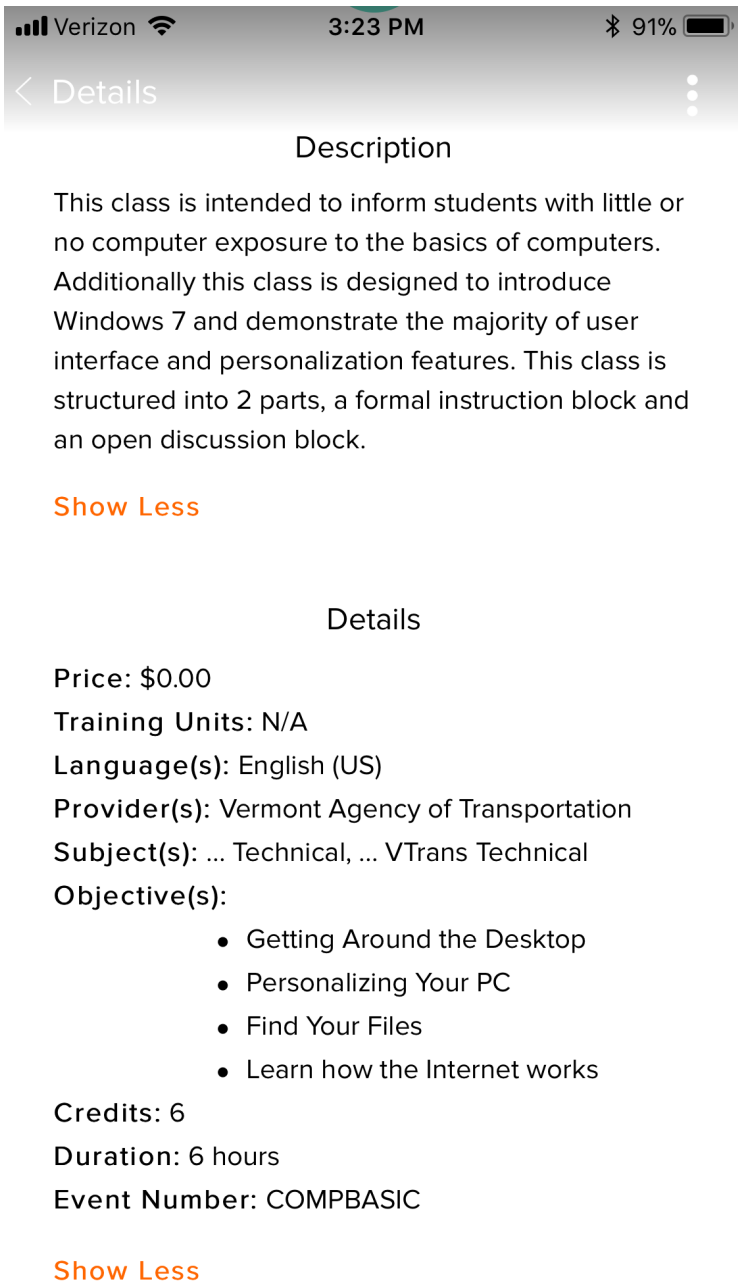 Verizon 3:23 PM 91%
Details
Description
This class is intended to inform students with little or
no computer exposure to the basics of computers.
Additionally this class is designed to introduce
Windows 7 and demonstrate the majority of user
interface and personalization features. This class is
structured into 2 parts, a formal instruction block and
an open discussion block.
Show Less
Details
Price: $0.00
Training Units: N/A
Language(s): English (US)
Provider(s): Vermont Agency of Transportation
Subject(s): ... Technical, ... VTrans Technical
Objective(s):
• Getting Around the Desktop
• Personalizing Your PC
• Find Your Files
• Learn how the Internet works
Credits: 6
Duration: 6 hours
Event Number: COMPBASIC
Show Less